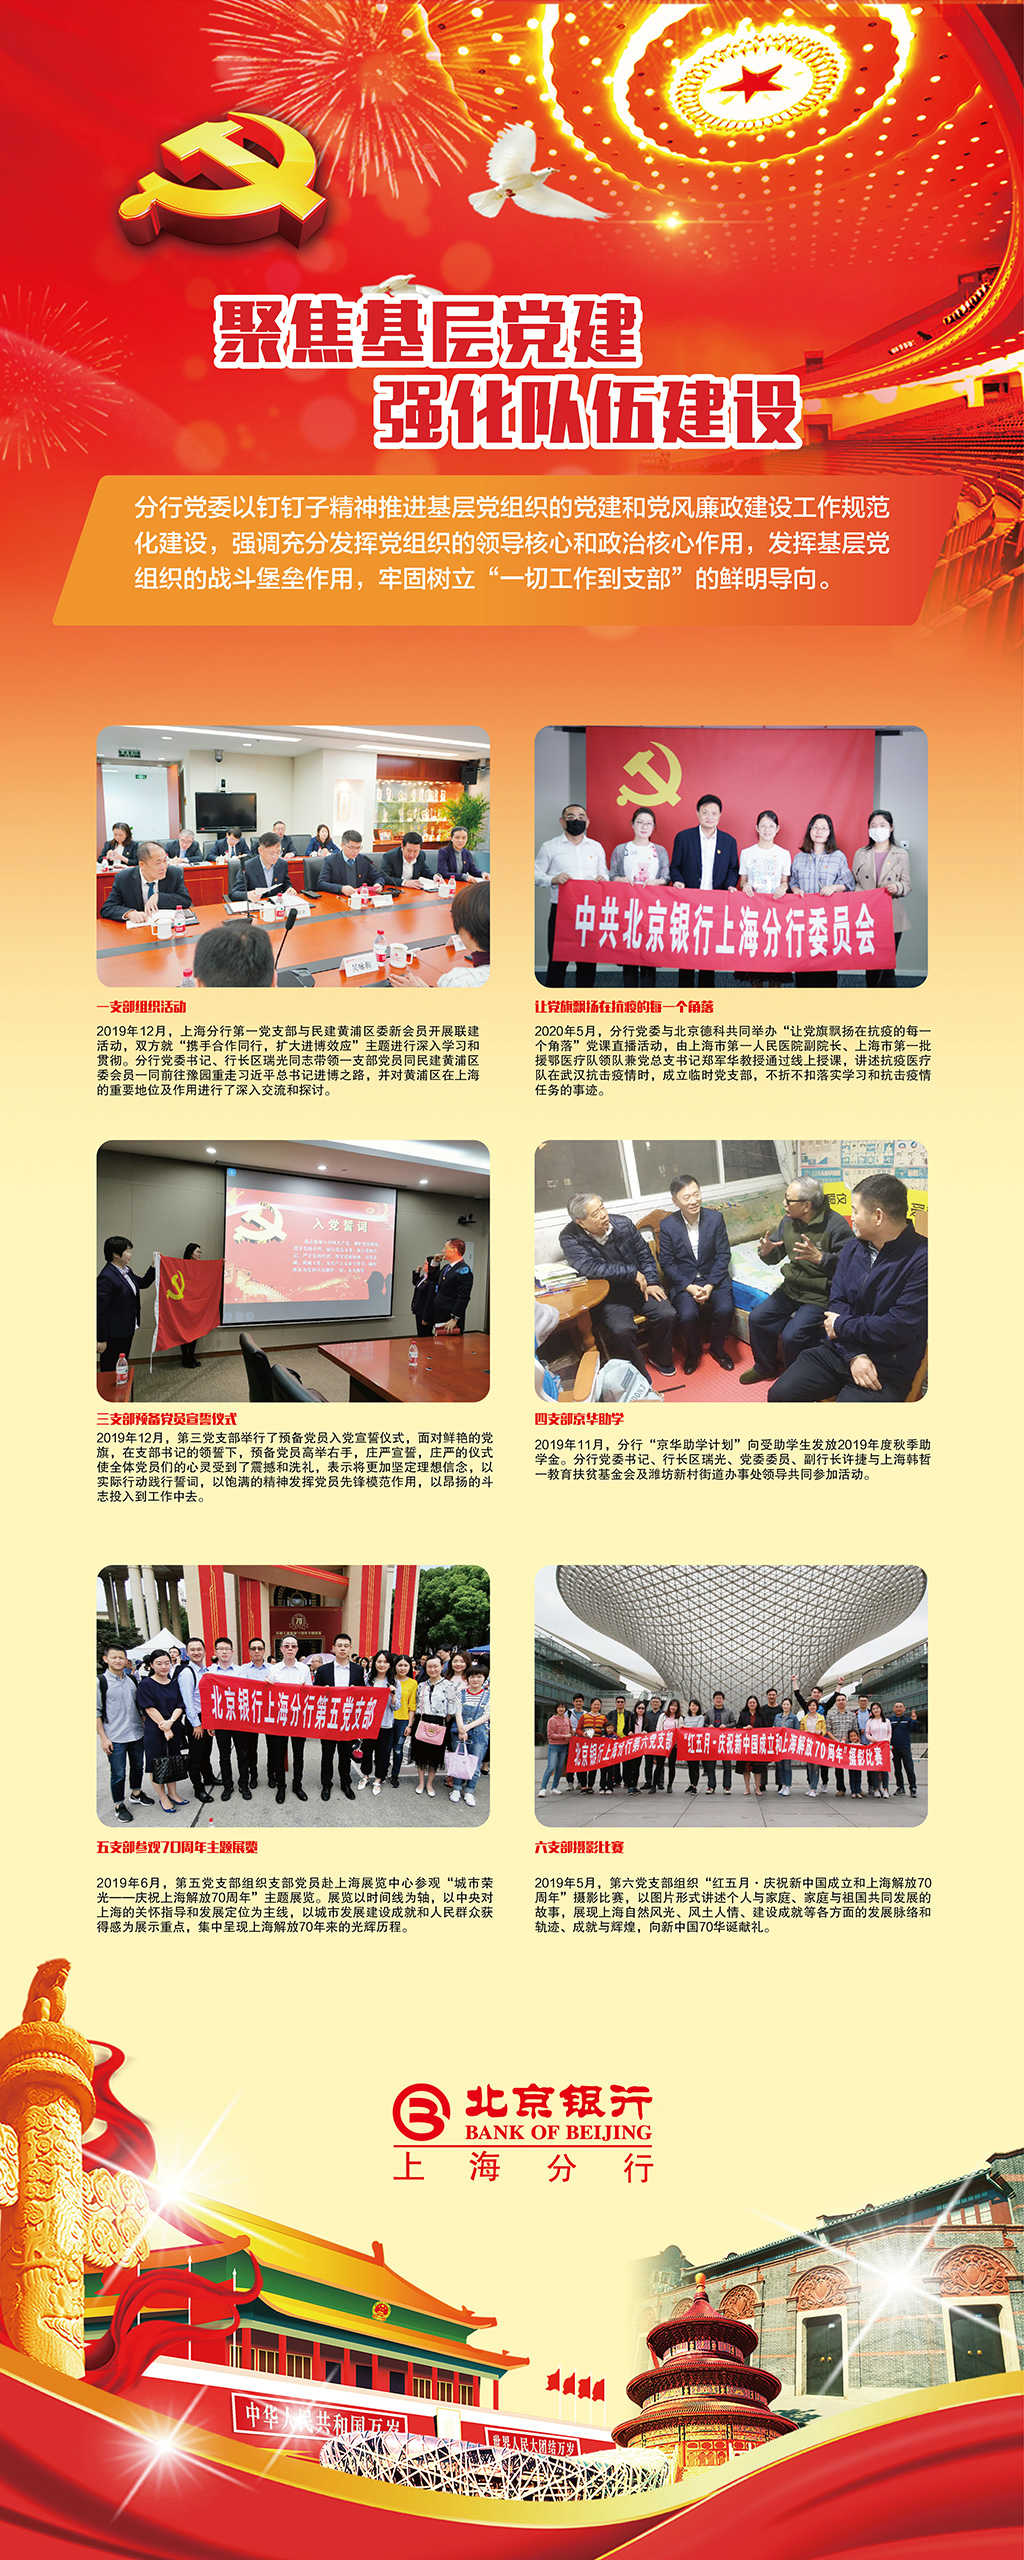 聚焦基层党建
强化队伍建设
分行党委以钉钉子精神推进基层党组织的党建和党风廉政建设工作规范
化建设，强调充分发挥党组织的领导核心和政治核心作用，发挥基层党
组织的战斗堡垒作用，牢固树立“一切工作到支部”的鲜明导向。
中共北京银行上海分行委员会
一支部组织活动
2019年12月，上海分行第一党支部与民建黄浦区委新会员开展联建
活动，双方就“携手合作同行，扩大进博效应”主题进行深入学习和
贯彻。分行党委书记、行长区瑞光同志带领一支部党员同民建黄浦区
委会员一同前往豫园重走习近平总书记进博之路，并对黄浦区在上海
的重要地位及作用进行了深入交流和探讨。
让党旗飘扬在抗疫的每一个角落
2020年5月，分行党委与北京德科共同举办“让党旗飘扬在抗疫的每一
个角落”党课直播活动，由上海市第一人民医院副院长、上海市第一批
援鄂医疗队领队兼党总支书记郑军华教授通过线上授课，讲述抗疫医疗
队在武汉抗击疫情时，成立临时党支部，不折不扣落实学习和抗击疫情
任务的事迹。
入党誓词
三支部预备党员宣誓仪式
2019年12月，第三党支部举行了预备党员入党宣誓仪式，面对鲜艳的党
旗，在支部书记的领誓下，预备党员高举右手，庄严宣誓，庄严的仪式
使全体党员们的心灵受到了震撼和洗礼，表示将更加坚定理想信念，以
实际行动践行誓词，以饱满的精神发挥党员先锋模范作用，以昂扬的斗
志投入到工作中去。
四支部京华助学
2019年11月，分行“京华助学计划”向受助学生发放2019年度秋季助
学金。分行党委书记、行长区瑞光、党委委员、副行长许捷与上海韩哲
一教育扶贫基金会及潍坊新村街道办事处领导共同参加活动。
70
北京银行上海分行第五党支部
北京银行上海分行第六党支部
“红五月·庆祝新中国成立和上海解放70周年”摄影比赛
五支部参观70周年主题展览
2019年6月，第五党支部组织支部党员赴上海展览中心参观“城市荣
光——庆祝上海解放70周年”主题展览。展览以时间线为轴，以中央对
上海的关怀指导和发展定位为主线，以城市发展建设成就和人民群众获
得感为展示重点，集中呈现上海解放70年来的光辉历程。
六支部摄影比赛
2019年5月，第六党支部组织“红五月·庆祝新中国成立和上海解放70
周年”摄影比赛，以图片形式讲述个人与家庭、家庭与祖国共同发展的
故事，展现上海自然风光、风土人情、建设成就等各方面的发展脉络和
轨迹、成就与辉煌，向新中国70华诞献礼。
北京银行
BANK OF BEIJING
上海分行
中华人民共和国万岁
世界人民大团结万岁